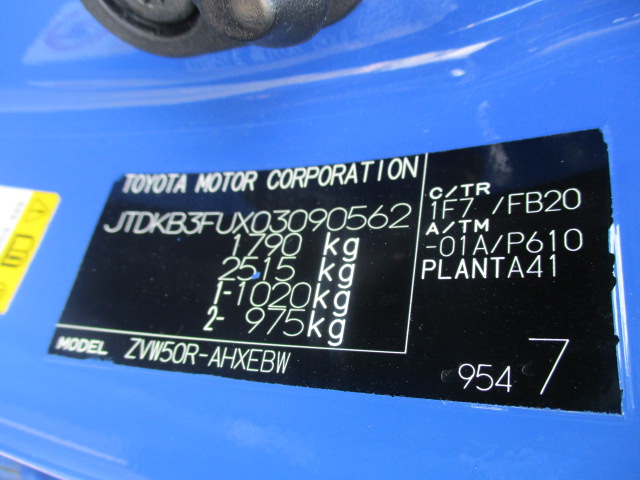 TOYOTA MOTOR CORPORATION
JTDKB3FUX03090562
1790 kg
2515 kg
1-1020kg
2- 975kg
MODEL ZVW50R-AHXEBW
C/TR
1F7 /FB20
A/TM
-01A/P610
PLANTA41
954 7